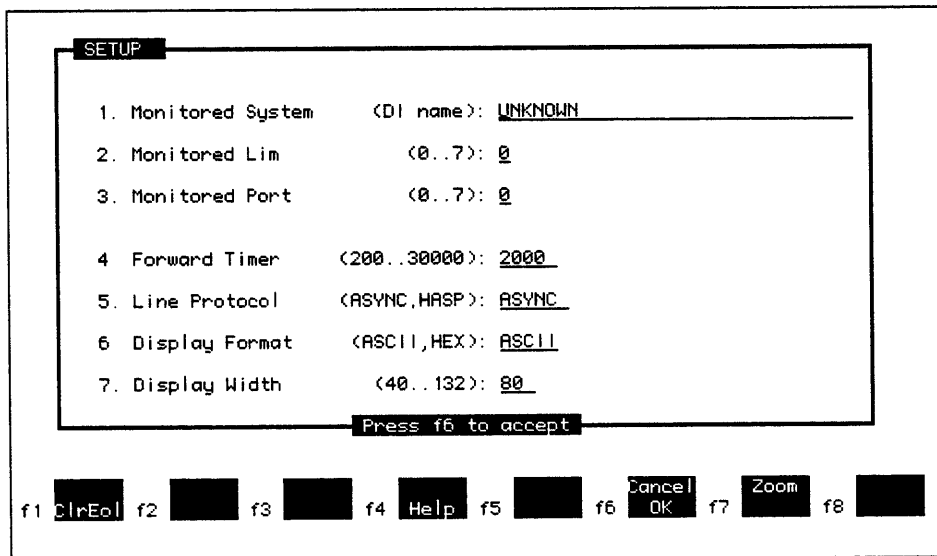 SETUP
1. Monitored System (DI name): UNKNOWN
2. Monitored Lim (0..7): 0
3. Monitored Port (0..7): 0
4 Forward Timer (200..30000): 2000
5. Line Protocol (ASYNC,HASP): ASYNC
6 Display Format (ASCII,HEX): ASCII
7. Display Width (40..132): 80
Press f6 to accept
f1 ClrEol f2 f3 f4 Help f5 f6 Cancel OK f7 Zoom f8